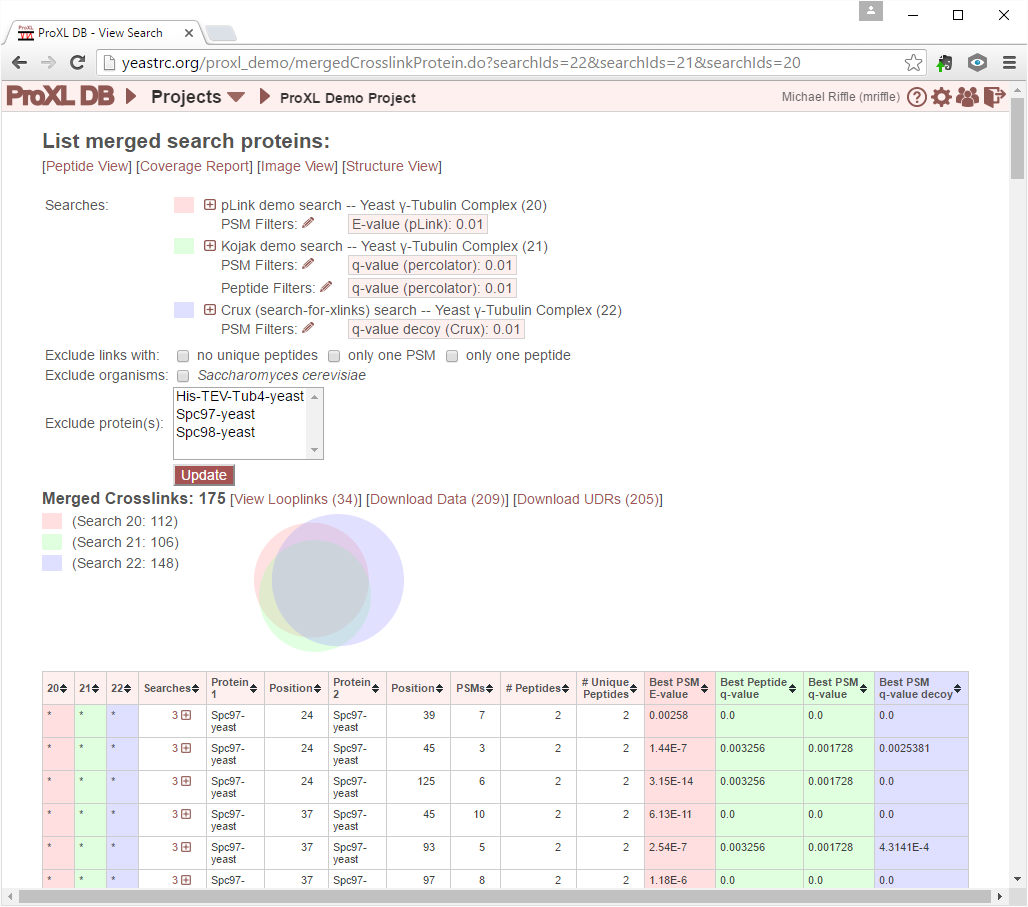 ProXL DB - View Search
yeastrc.org/proxl_demo/mergedCrosslinkProtein.do?searchIds=22&searchIds=21&searchIds=20
ProXL DB Projects ProXL Demo Project Michael Riffle (mriffle) ?
List merged search proteins:
[Peptide View] [Coverage Report] [Image View] [Structure View]
Searches: pLink demo search -- Yeast γ-Tubulin Complex (20)
PSM Filters: E-value (pLink): 0.01
Kojak demo search -- Yeast γ-Tubulin Complex (21)
PSM Filters: q-value (percolator): 0.01
Peptide Filters: q-value (percolator): 0.01
Crux (search-for-xlinks) search -- Yeast γ-Tubulin Complex (22)
PSM Filters: q-value decoy (Crux): 0.01
Exclude links with: no unique peptides only one PSM only one peptide
Exclude organisms: Saccharomyces cerevisiae
Exclude protein(s):
His-TEV-Tub4-yeast
Spc97-yeast
Spc98-yeast
Update
Merged Crosslinks: 175 [View Looplinks (34)] [Download Data (209)] [Download UDRs (205)]
(Search 20: 112)
(Search 21: 106)
(Search 22: 148)
20 21 22 Searches Protein 1 Position Protein 2 Position PSMs # Peptides # Unique Peptides Best PSM E-value Best Peptide q-value Best PSM q-value Best PSM q-value decoy
* * * 3 Spc97-yeast 24 Spc97-yeast 39 7 2 2 0.00258 0.0 0.0 0.0
* * * 3 Spc97-yeast 24 Spc97-yeast 45 3 2 2 1.44E-7 0.003256 0.001728 0.0025381
* * * 3 Spc97-yeast 24 Spc97-yeast 125 6 2 2 3.15E-14 0.003256 0.001728 0.0
* * * 3 Spc97-yeast 37 Spc97-yeast 45 10 2 2 6.13E-11 0.0 0.0 0.0
* * * 3 Spc97-yeast 37 Spc97-yeast 93 5 2 2 2.54E-7 0.003256 0.001728 4.3141E-4
* * * 3 Spc97- 37 Spc97- 97 8 2 2 1.18E-6 0.0 0.0 0.0